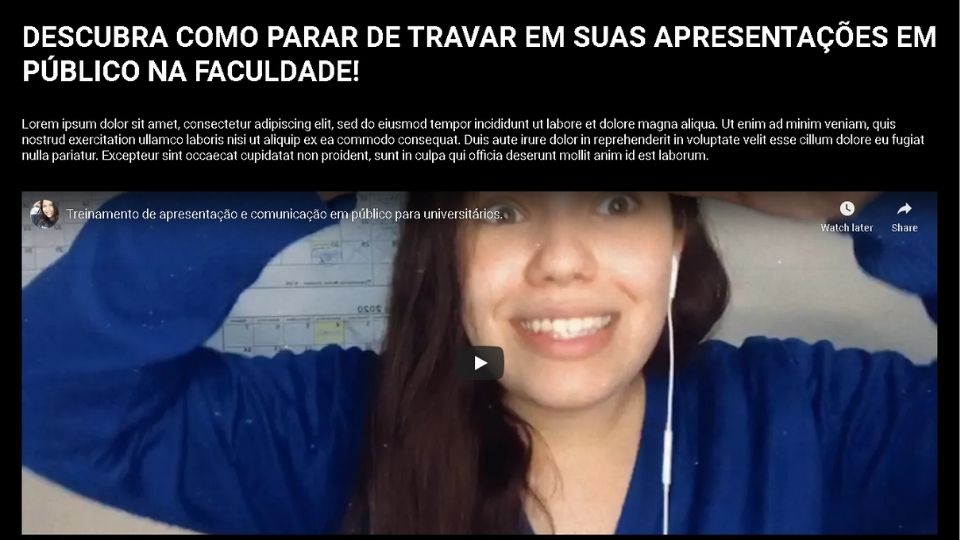 DESCUBRA COMO PARAR DE TRAVAR EM SUAS APRESENTAÇÕES EM
PÚBLICO NA FACULDADE!
Lorem ipsum dolor sit amet, consectetur adipiscing elit, sed do eiusmod tempor incididunt ut labore et dolore magna aliqua. Ut enim ad minim veniam, quis
nostrud exercitation ullamco laboris nisi ut aliquip ex ea commodo consequat. Duis aute irure dolor in reprehenderit in voluptate velit esse cillum dolore eu fugiat
nulla pariatur. Excepteur sint occaecat cupidatat non proident, sunt in culpa qui officia deserunt mollit anim id est laborum.
Treinamento de apresentação e comunicação em público para universitários.
Watch later
Share
2020